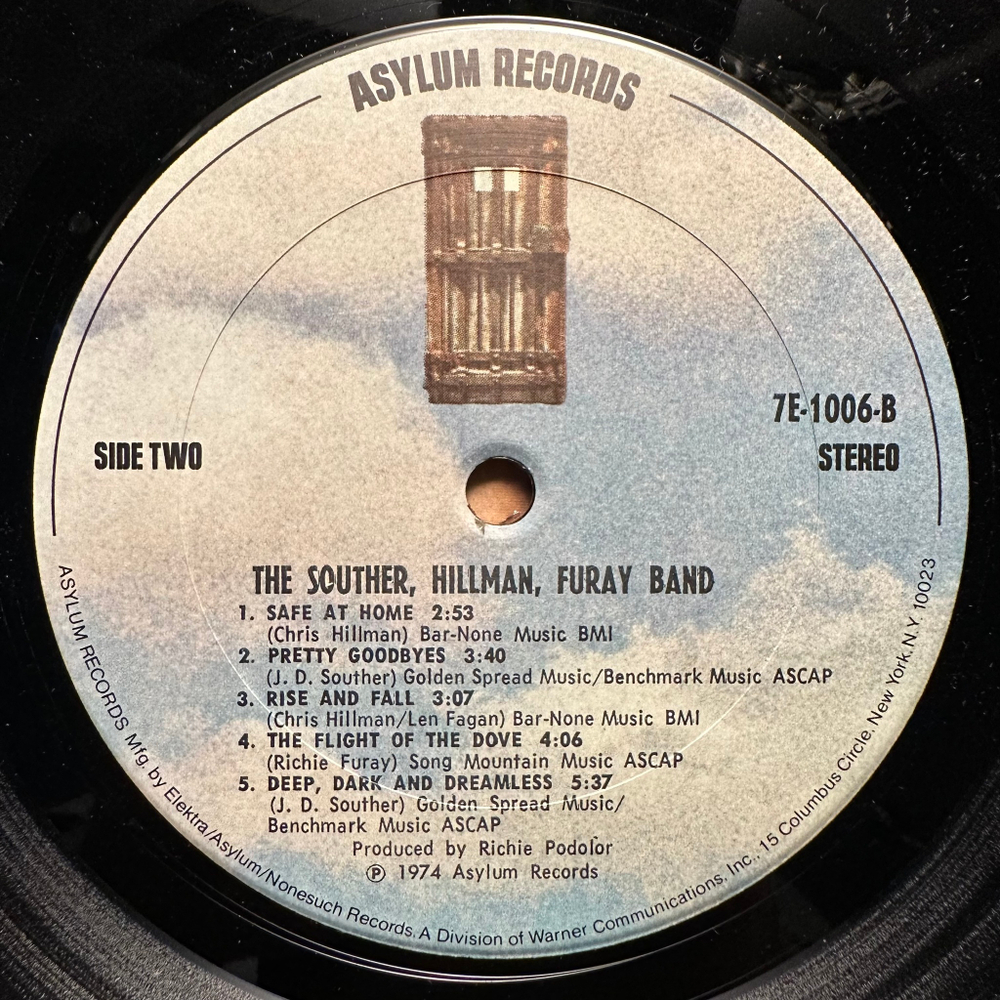 ASYLUM RECORDS
7E-1006-B
SIDE TWO
STEREO
THE SOUTHER, HILLMAN, FURAY BAND
1. SAFE AT HOME 2:53
(Chris Hillman) Bar-None Music BMI
2. PRETTY GOODBYES 3:40
(J. D. Souther) Golden Spread Music/Benchmark Music ASCAP
3. RISE AND FALL 3:07
(Chris Hillman/Len Fagan) Bar-None Music BMI
4. THE FLIGHT OF THE DOVE 4:06
(Richie Furay) Song Mountain Music ASCAP
5. DEEP, DARK AND DREAMLESS 5:37
(J. D. Souther) Golden Spread Music/
Benchmark Music ASCAP
Produced by Richie Podolor
℗ 1974 Asylum Records
ASYLUM RECORDS Mfg. by Elektra/Asylum/Nonesuch Records. A Division of Warner Communications, Inc., 15 Columbus Circle, New York. N.Y 10023